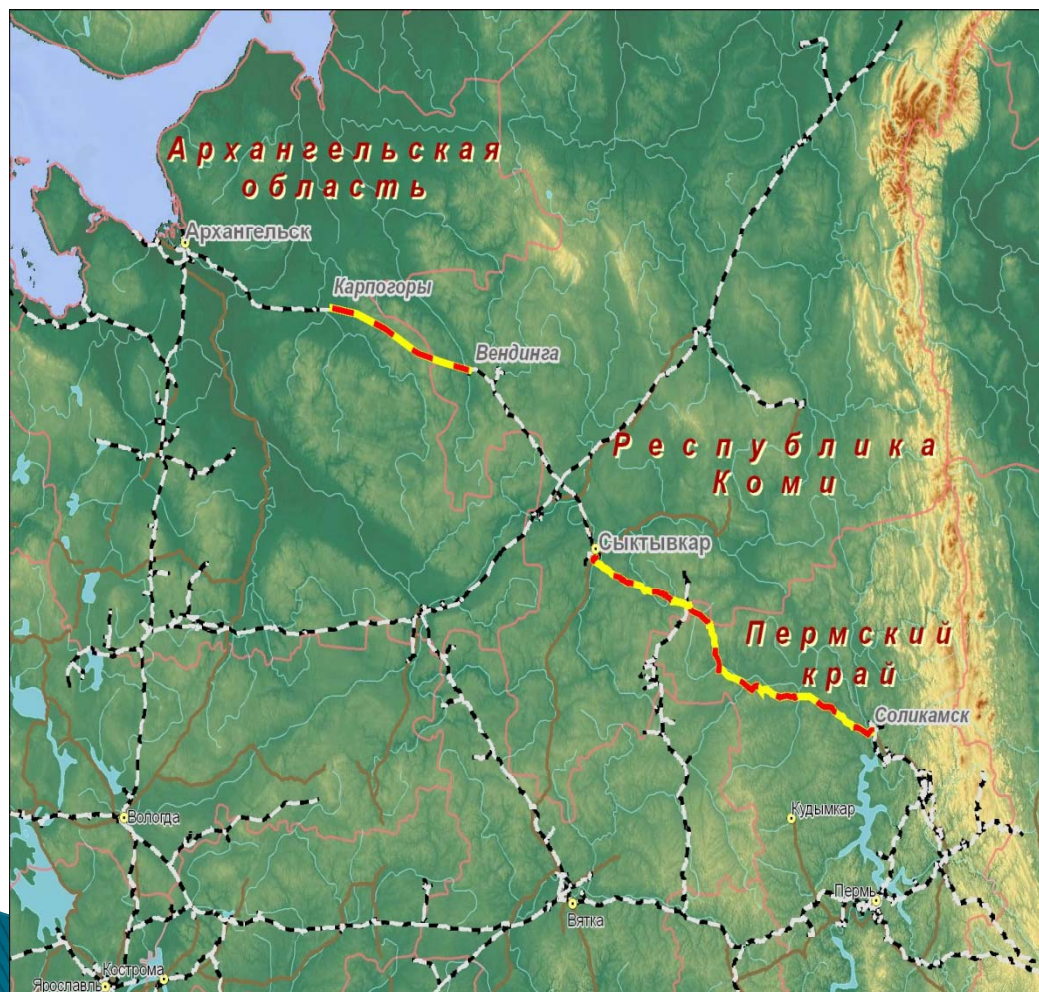 Архангельская
область
Архангельск
Карпогоры
Вендинга
Республика
Коми
Сыктывкар
Пермский
край
Соликамск
Вологда
Кудымкар
Пермь
Вятка
Кострома
Ярославль